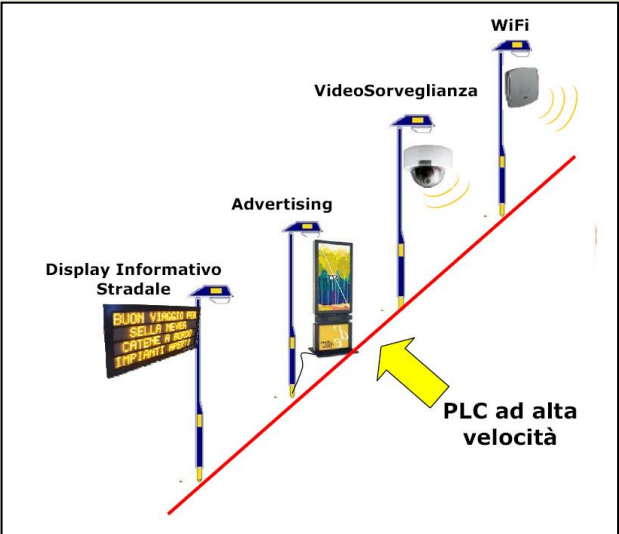 WiFi
VideoSorveglianza
Advertising
Display Informativo
Stradale
BUON VIAGGIO PER
SELLA NEVEA
CATENE A BORDO
IMPIANTI APERTI
PLC ad alta
velocità